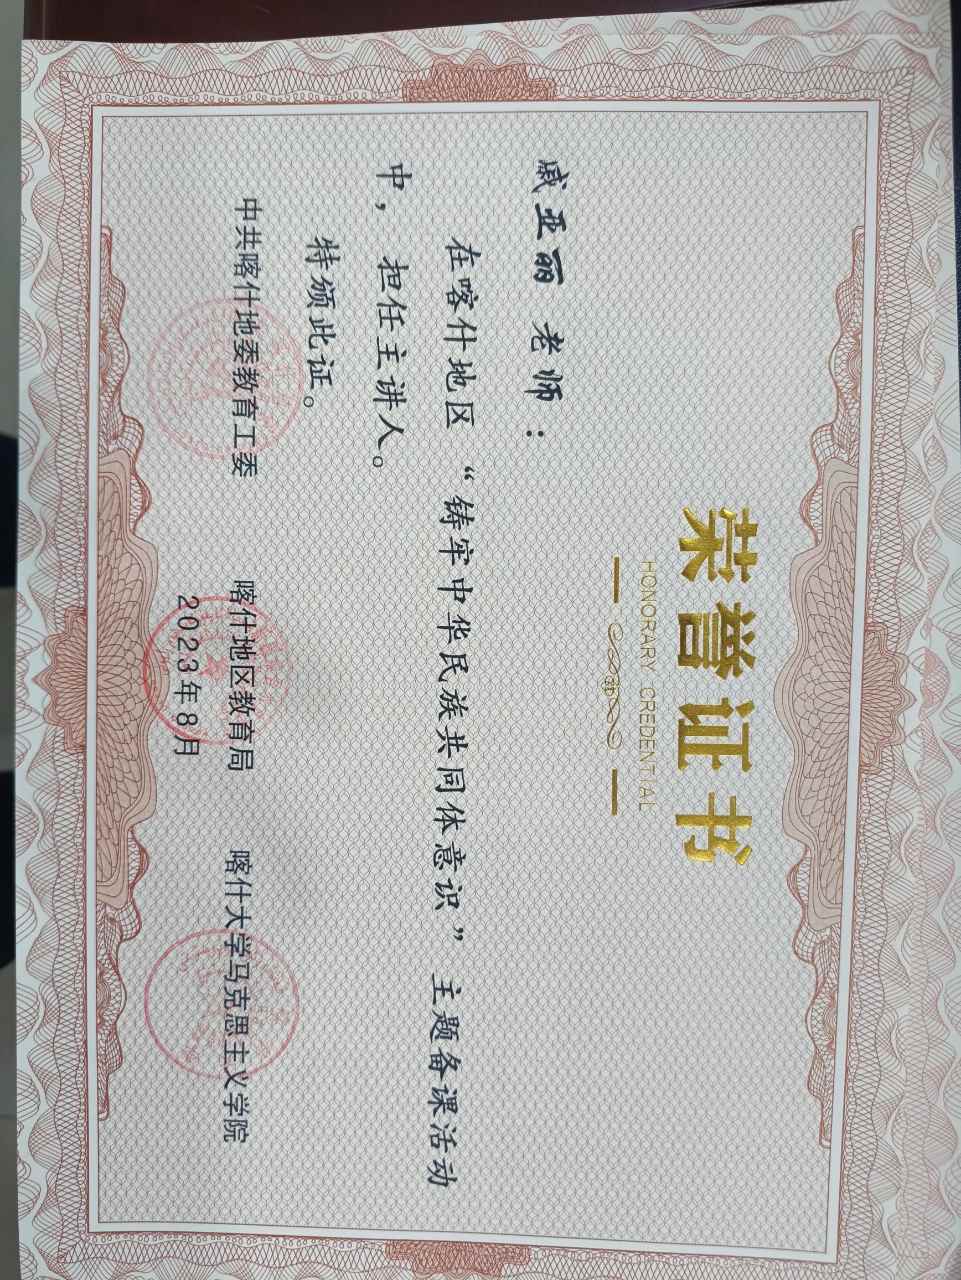 荣誉证书
HONORARY CREDENTIAL
戚亚丽 老师：
在喀什地区“铸牢中华民族共同体意识”主题备课活动
中，担任主讲人。
特颁此证。
中共喀什地委教育工委 喀什地区教育局 喀什大学马克思主义学院
2023年8月